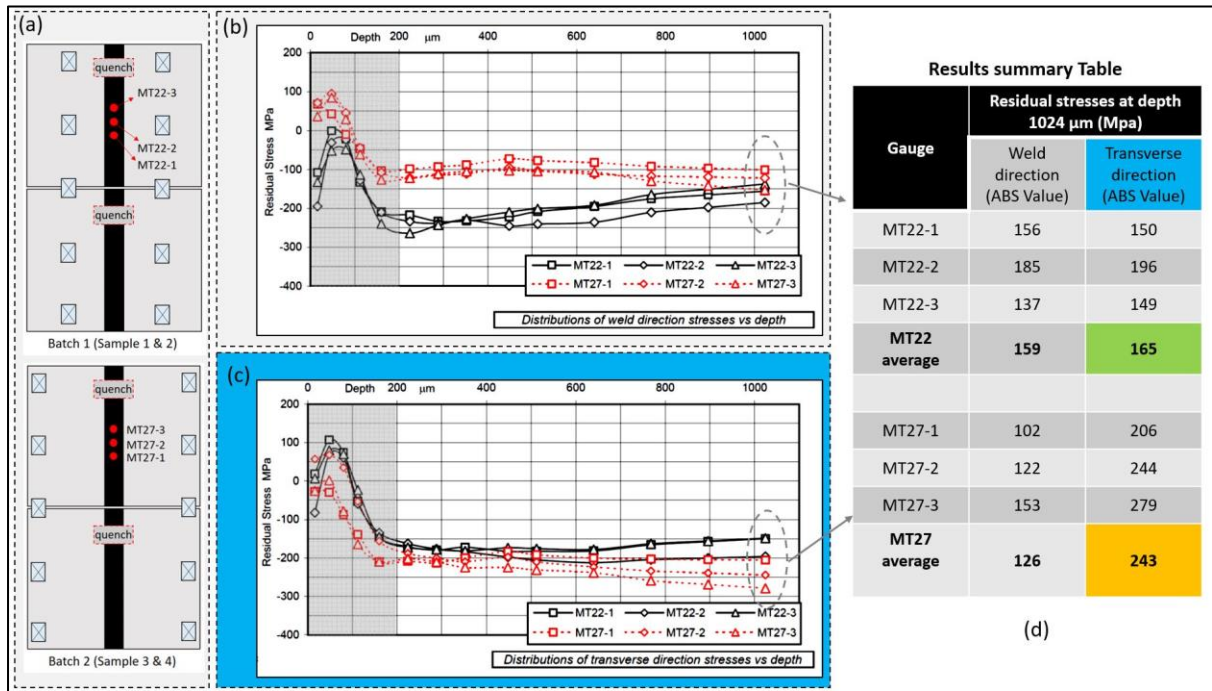 (a)
quench
MT22-3
MT22-2
MT22-1
quench
Batch 1 (Sample 1 & 2)
quench
MT27-3
MT27-2
MT27-1
quench
Batch 2 (Sample 3 & 4)
(b)
0 Depth 200 μm 400 600 800 1000
200
100
0
-100
-200
-300
-400
Residual Stress MPa
MT22-1 MT22-2 MT22-3
MT27-1 MT27-2 MT27-3
Distributions of weld direction stresses vs depth
(c)
0 Depth 200 μm 400 600 800 1000
200
100
0
-100
-200
-300
-400
Residual Stress MPa
MT22-1 MT22-2 MT22-3
MT27-1 MT27-2 MT27-3
Distributions of transverse direction stresses vs depth
Results summary Table
Gauge
Residual stresses at depth
1024 μm (Mpa)
Weld
direction
(ABS Value)
Transverse
direction
(ABS Value)
MT22-1 156 150
MT22-2 185 196
MT22-3 137 149
MT22
average 159 165
MT27-1 102 206
MT27-2 122 244
MT27-3 153 279
MT27
average 126 243
(d)